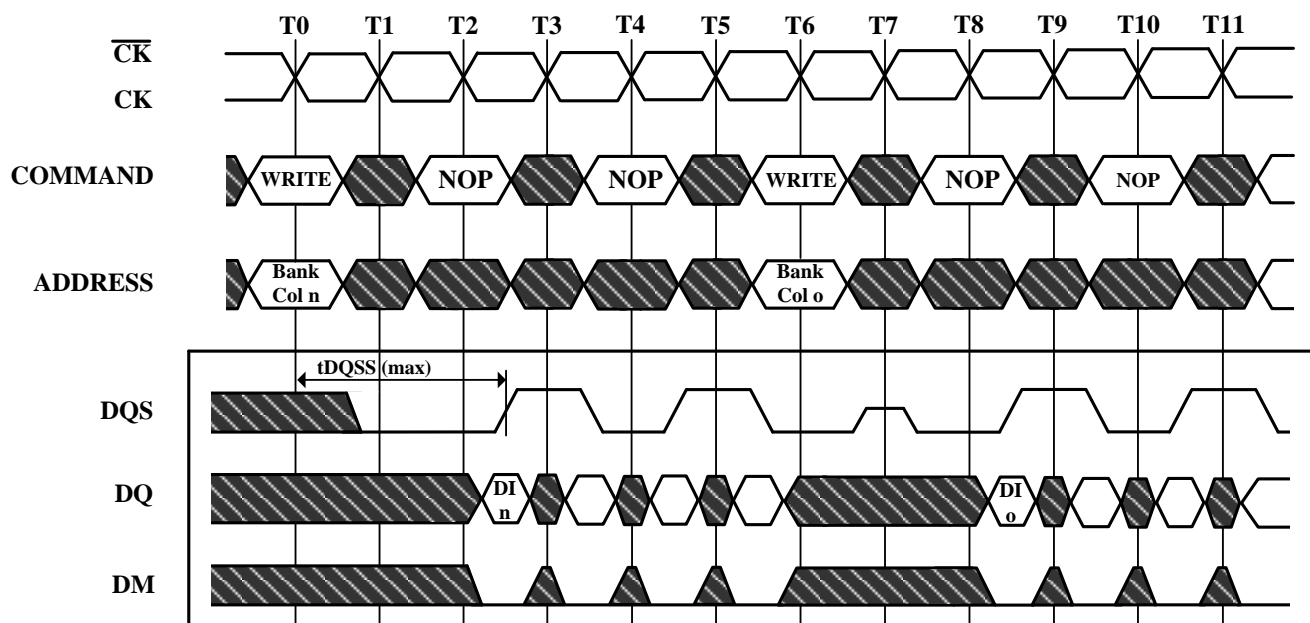 T0 T1 T2 T3 T4 T5 T6 T7 T8 T9 T10 T11
CK
CK
COMMAND WRITE NOP NOP WRITE NOP NOP
ADDRESS Bank Col n Bank Col o
tDQSS (max)
DQS
DQ DI n DI o
DM